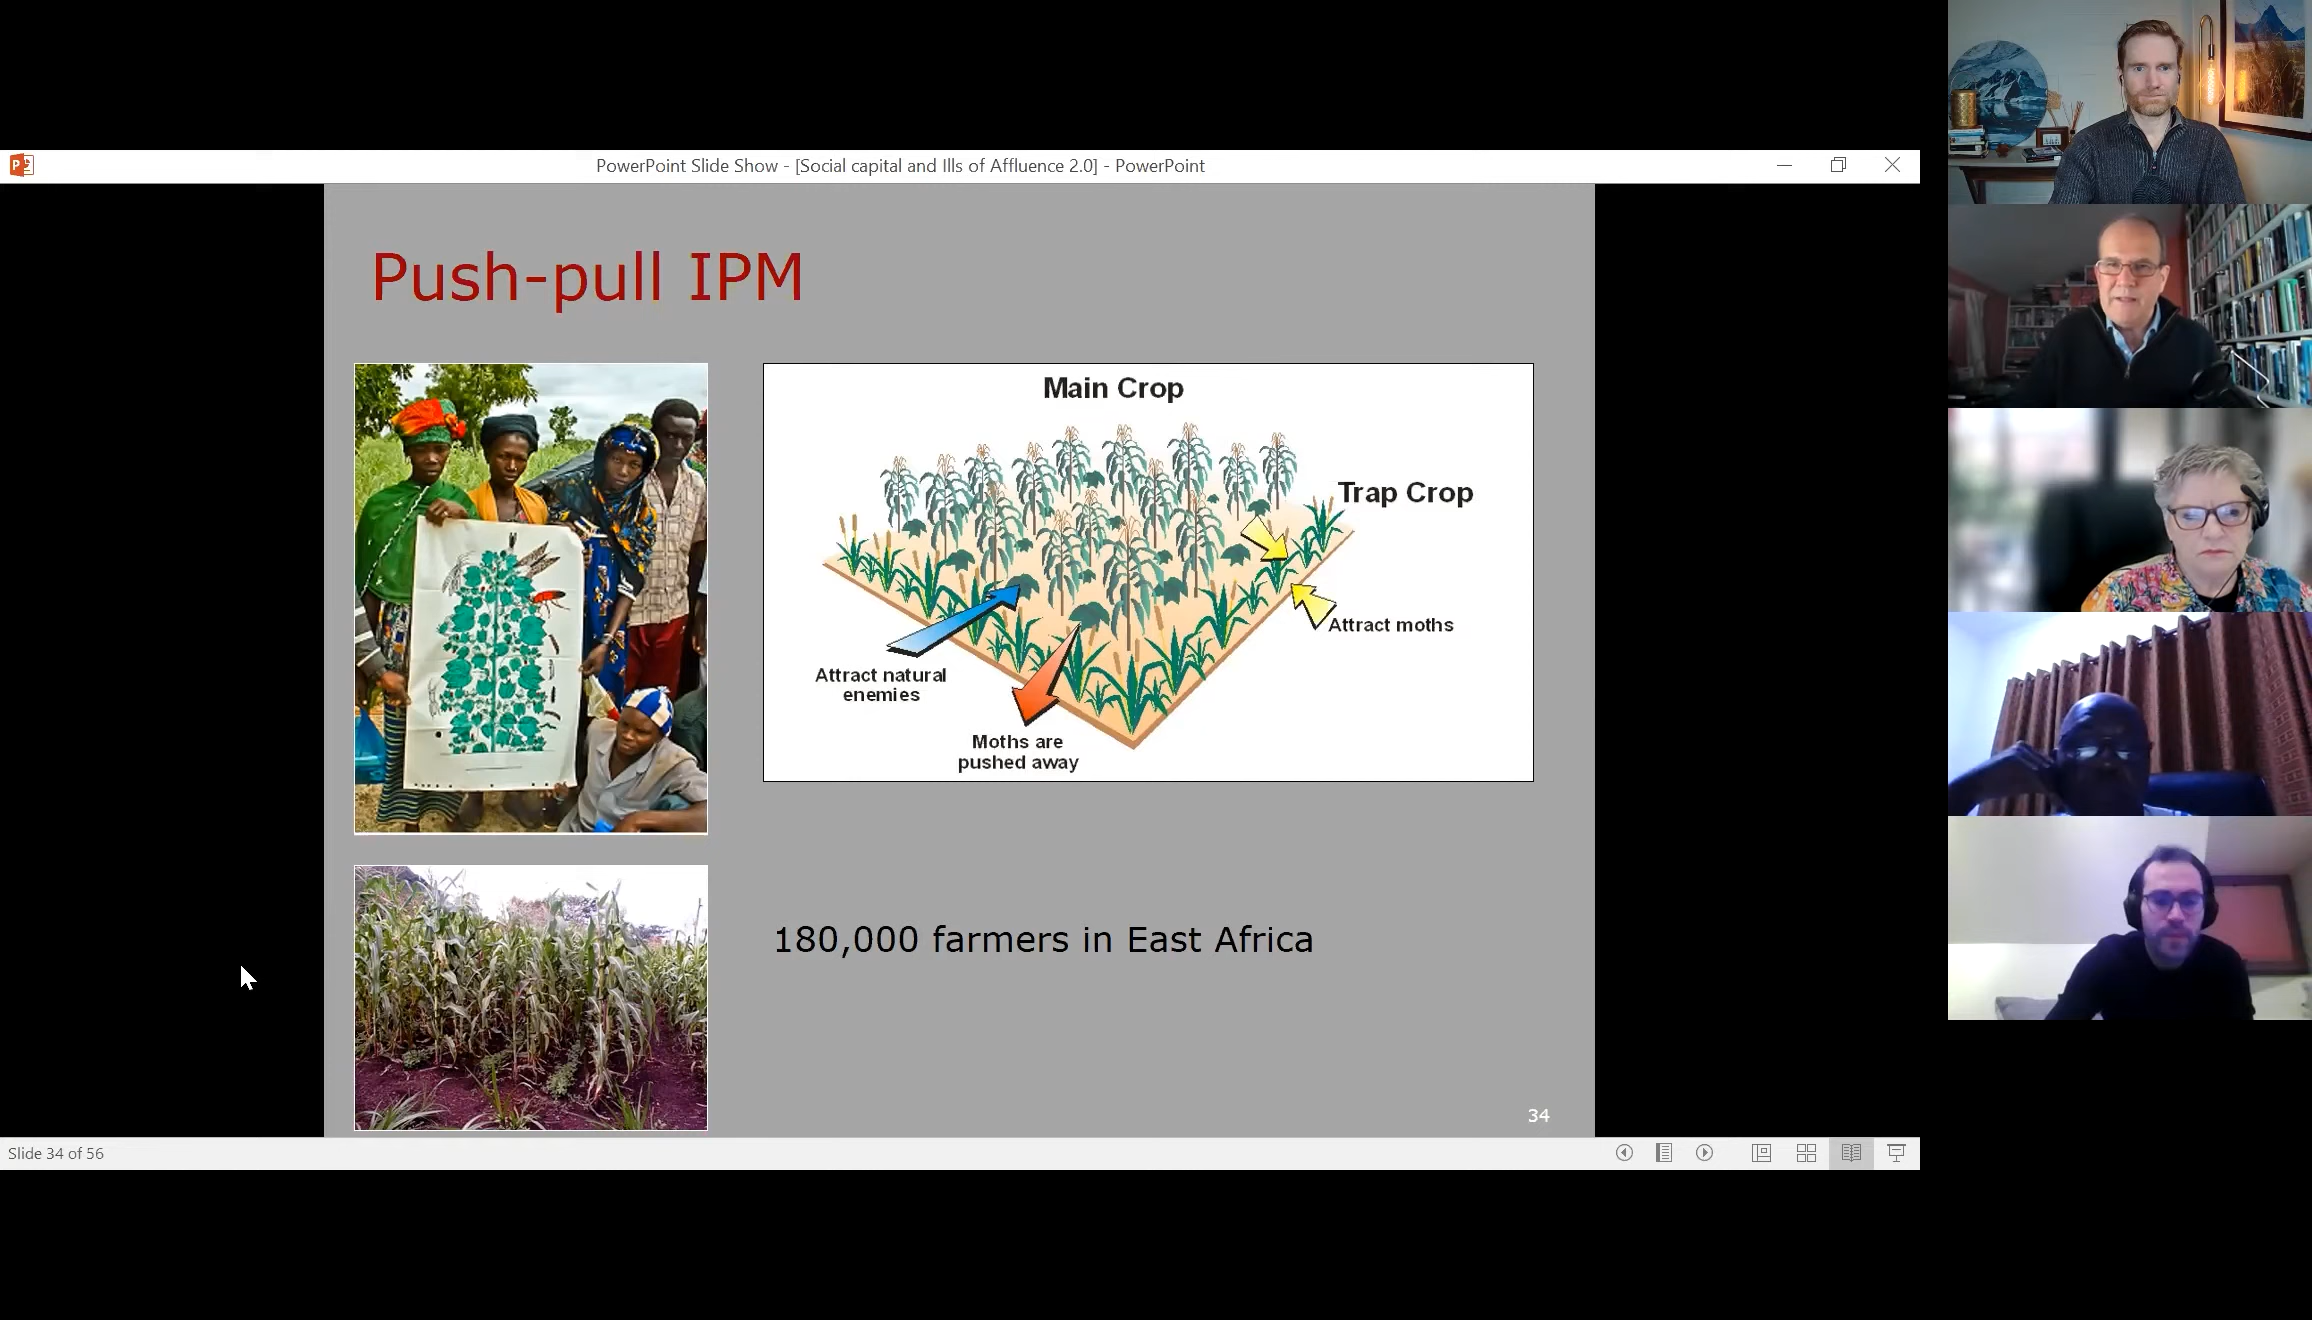 PowerPoint Slide Show - [Social capital and Ills of Affluence 2.0] - PowerPoint
Push-pull IPM
Main Crop
Trap Crop
Attract moths
Attract natural
enemies
Moths are
pushed away
180,000 farmers in East Africa
34
Slide 34 of 56